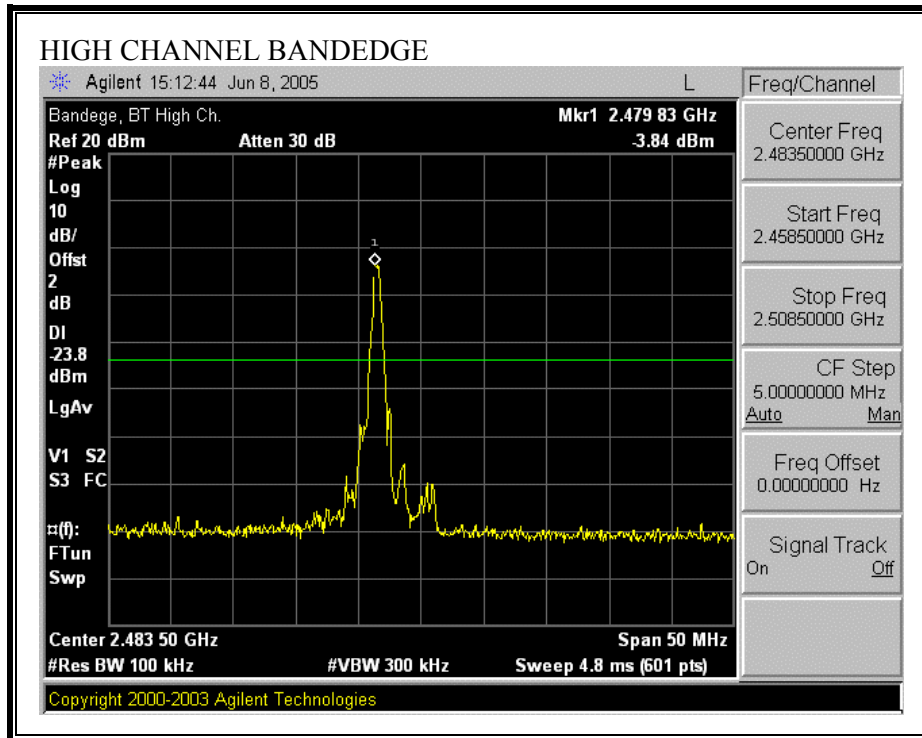 HIGH CHANNEL BANDEDGE
Agilent 15:12:44 Jun 8, 2005 L
Freq/Channel
Bandege, BT High Ch. Mkr1 2.479 83 GHz
Ref 20 dBm Atten 30 dB -3.84 dBm
#Peak
Log
10
dB/
Offst
2
dB
DI
-23.8
dBm
LgAv
V1 S2
S3 FC
¤(f):
FTun
Swp
1
Center 2.483 50 GHz Span 50 MHz
#Res BW 100 kHz #VBW 300 kHz Sweep 4.8 ms (601 pts)
Copyright 2000-2003 Agilent Technologies
Center Freq
2.48350000 GHz
Start Freq
2.45850000 GHz
Stop Freq
2.50850000 GHz
CF Step
5.00000000 MHz
Auto Man
Freq Offset
0.00000000 Hz
Signal Track
On Off